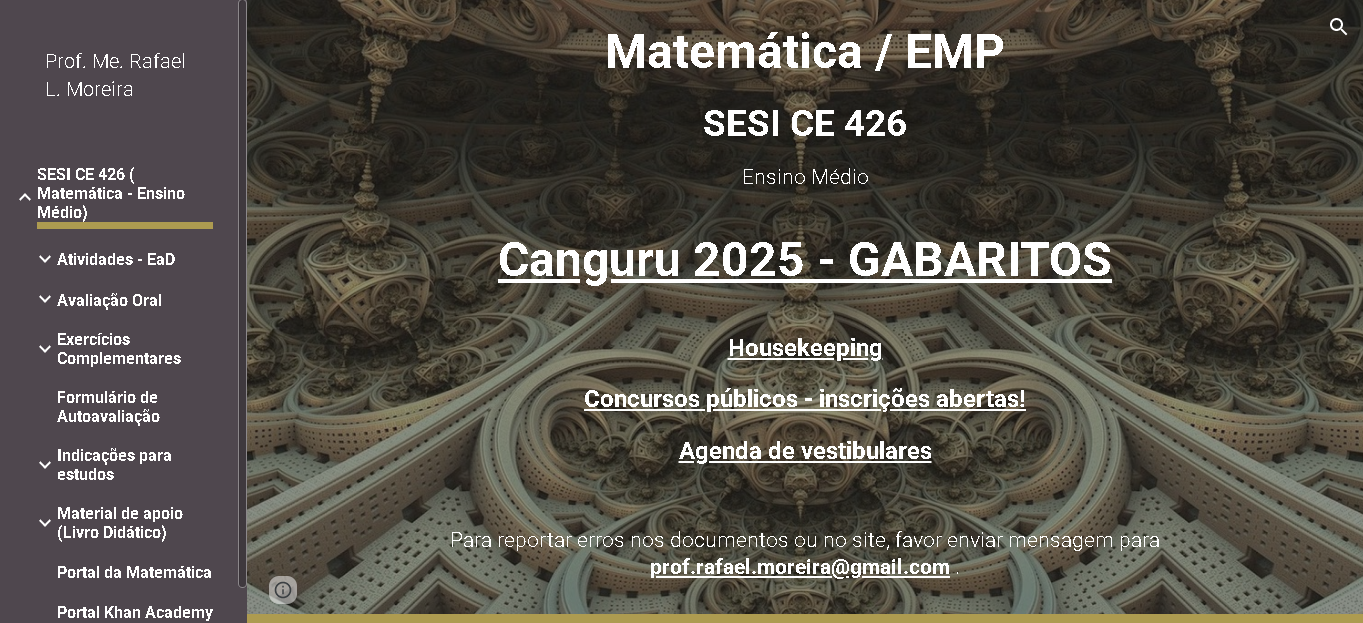 Prof. Me. Rafael
L. Moreira
SESI CE 426 (
Matemática - Ensino
Médio)
Atividades - EaD
Avaliação Oral
Exercícios
Complementares
Formulário de
Autoavaliação
Indicações para
estudos
Material de apoio
(Livro Didático)
Portal da Matemática
Portal Khan Academy
Matemática / EMP
SESI CE 426
Ensino Médio
Canguru 2025 - GABARITOS
Housekeeping
Concursos públicos - inscrições abertas!
Agenda de vestibulares
Para reportar erros nos documentos ou no site, favor enviar mensagem para
prof.rafael.moreira@gmail.com .